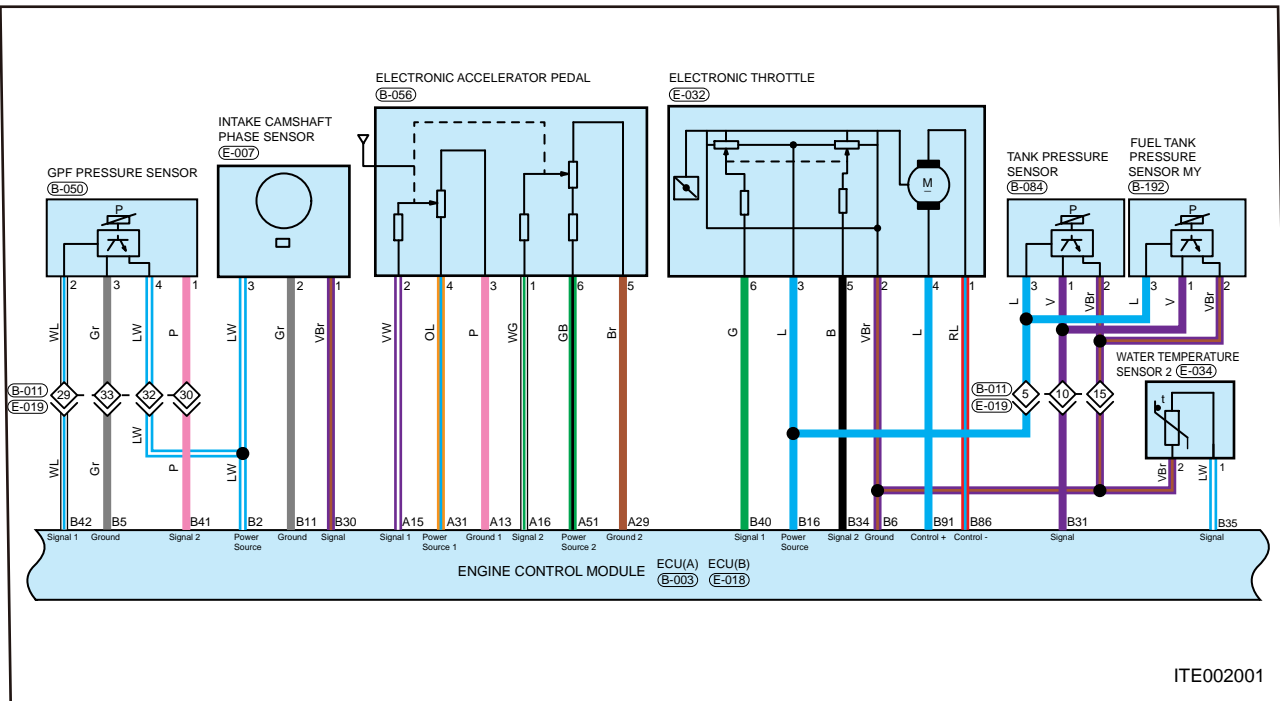 ELECTRONIC ACCELERATOR PEDAL
B-056
ELECTRONIC THROTTLE
E-032
INTAKE CAMSHAFT
PHASE SENSOR
E-007
GPF PRESSURE SENSOR
B-050
TANK PRESSURE
SENSOR
B-084
FUEL TANK
PRESSURE
SENSOR MY
B-192
P
M
P
P
2 3 4 1 3 2 1 2 4 3 1 6 5 6 3 5 2 4 1 3 1 2 3 1 2
WL Gr LW P LW Gr VBr VW OL P WG GB Br G L B VBr L RL L V VBr L V VBr
WATER TEMPERATURE
SENSOR 2 E-034
B-011
E-019
29 33 32 30
B-011
E-019
5 10 15
t
LW
WL Gr P LW
VBr 2 LW 1
B42 B5 B41 B2 B11 B30 A15 A31 A13 A16 A51 A29 B40 B16 B34 B6 B91 B86 B31 B35
Signal 1 Ground Signal 2 Power Source Ground Signal Signal 1 Power Source 1 Ground 1 Signal 2 Power Source 2 Ground 2 Signal 1 Power Source Signal 2 Ground Control + Control - Signal Signal
ENGINE CONTROL MODULE ECU(A) ECU(B)
B-003 E-018
ITE002001